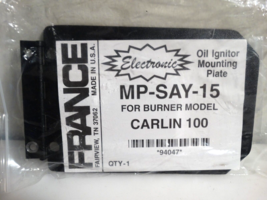 FRANCE
MADE IN U.S.A.
FAIRVIEW, TN 37062
Electronic
Oil Ignitor
Mounting
Plate
MP-SAY-15
FOR BURNER MODEL
CARLIN 100
QTY-1
*94047*